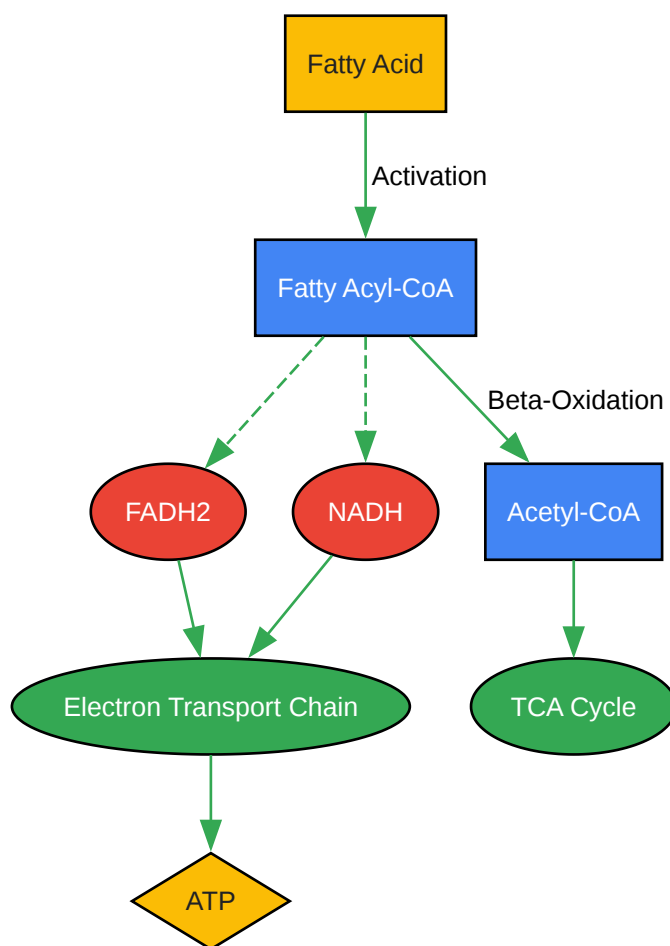 Fatty Acid
Activation
Fatty Acyl-CoA
Beta-Oxidation
FADH2
NADH
Acetyl-CoA
Electron Transport Chain
TCA Cycle
ATP